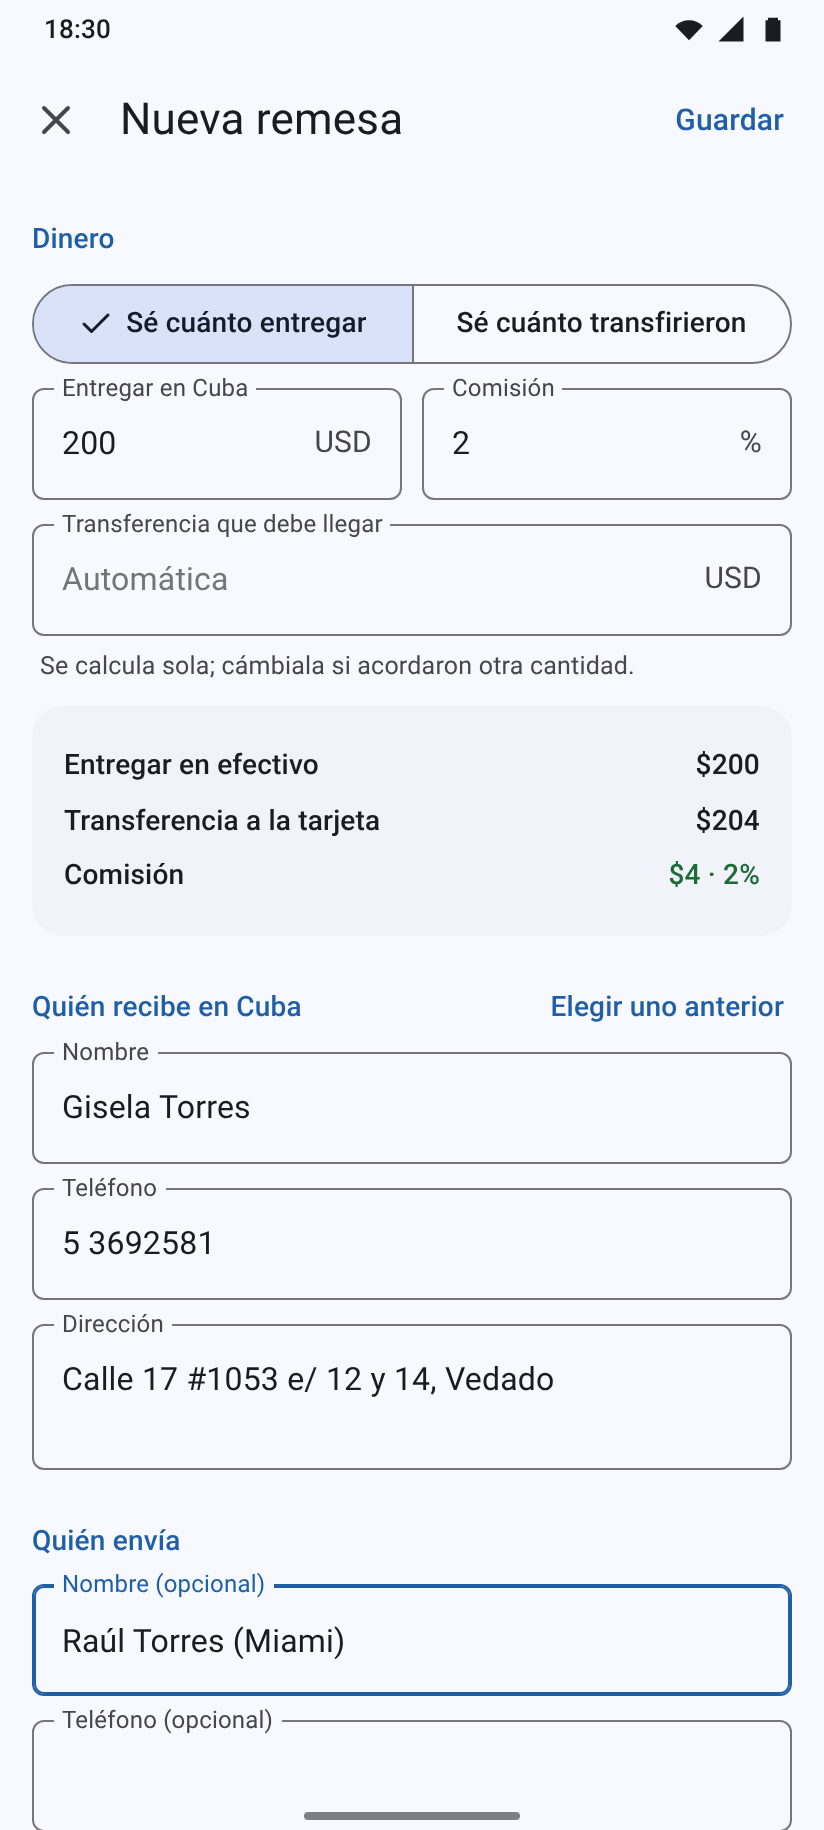 18:30
Nueva remesa
Guardar
Dinero
Sé cuánto entregar
Sé cuánto transfirieron
Entregar en Cuba
200 USD
Comisión
2 %
Transferencia que debe llegar
Automática USD
Se calcula sola; cámbiala si acordaron otra cantidad.
Entregar en efectivo $200
Transferencia a la tarjeta $204
Comisión $4 · 2%
Quién recibe en Cuba
Elegir uno anterior
Nombre
Gisela Torres
Teléfono
5 3692581
Dirección
Calle 17 #1053 e/ 12 y 14, Vedado
Quién envía
Nombre (opcional)
Raúl Torres (Miami)
Teléfono (opcional)